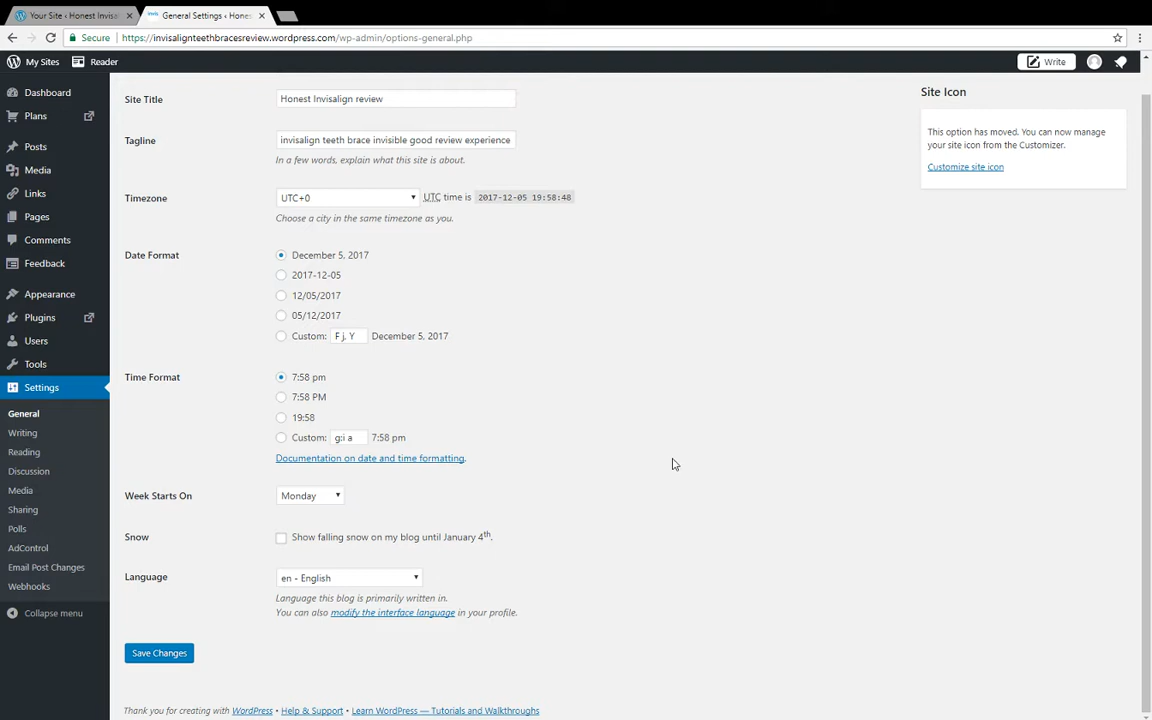 Your Site ‹ Honest Invisal
General Settings ‹ Hones
Secure
https://invisalignteethbracesreview.wordpress.com/wp-admin/options-general.php
My Sites
Reader
Write
Dashboard
Plans
Posts
Media
Links
Pages
Comments
Feedback
Appearance
Plugins
Users
Tools
Settings
General
Writing
Reading
Discussion
Media
Sharing
Polls
AdControl
Email Post Changes
Webhooks
Collapse menu
Site Title
Honest Invisalign review
Tagline
invisalign teeth brace invisible good review experience
In a few words, explain what this site is about.
Timezone
UTC+0
UTC time is 2017-12-05 19:58:48
Choose a city in the same timezone as you.
Date Format
December 5, 2017
2017-12-05
12/05/2017
05/12/2017
Custom: F j, Y December 5, 2017
Time Format
7:58 pm
7:58 PM
19:58
Custom: g:i a 7:58 pm
Documentation on date and time formatting.
Week Starts On
Monday
Snow
Show falling snow on my blog until January 4th.
Language
en - English
Language this blog is primarily written in.
You can also modify the interface language in your profile.
Save Changes
Thank you for creating with WordPress • Help & Support • Learn WordPress — Tutorials and Walkthroughs
Site Icon
This option has moved. You can now manage
your site icon from the Customizer.
Customize site icon